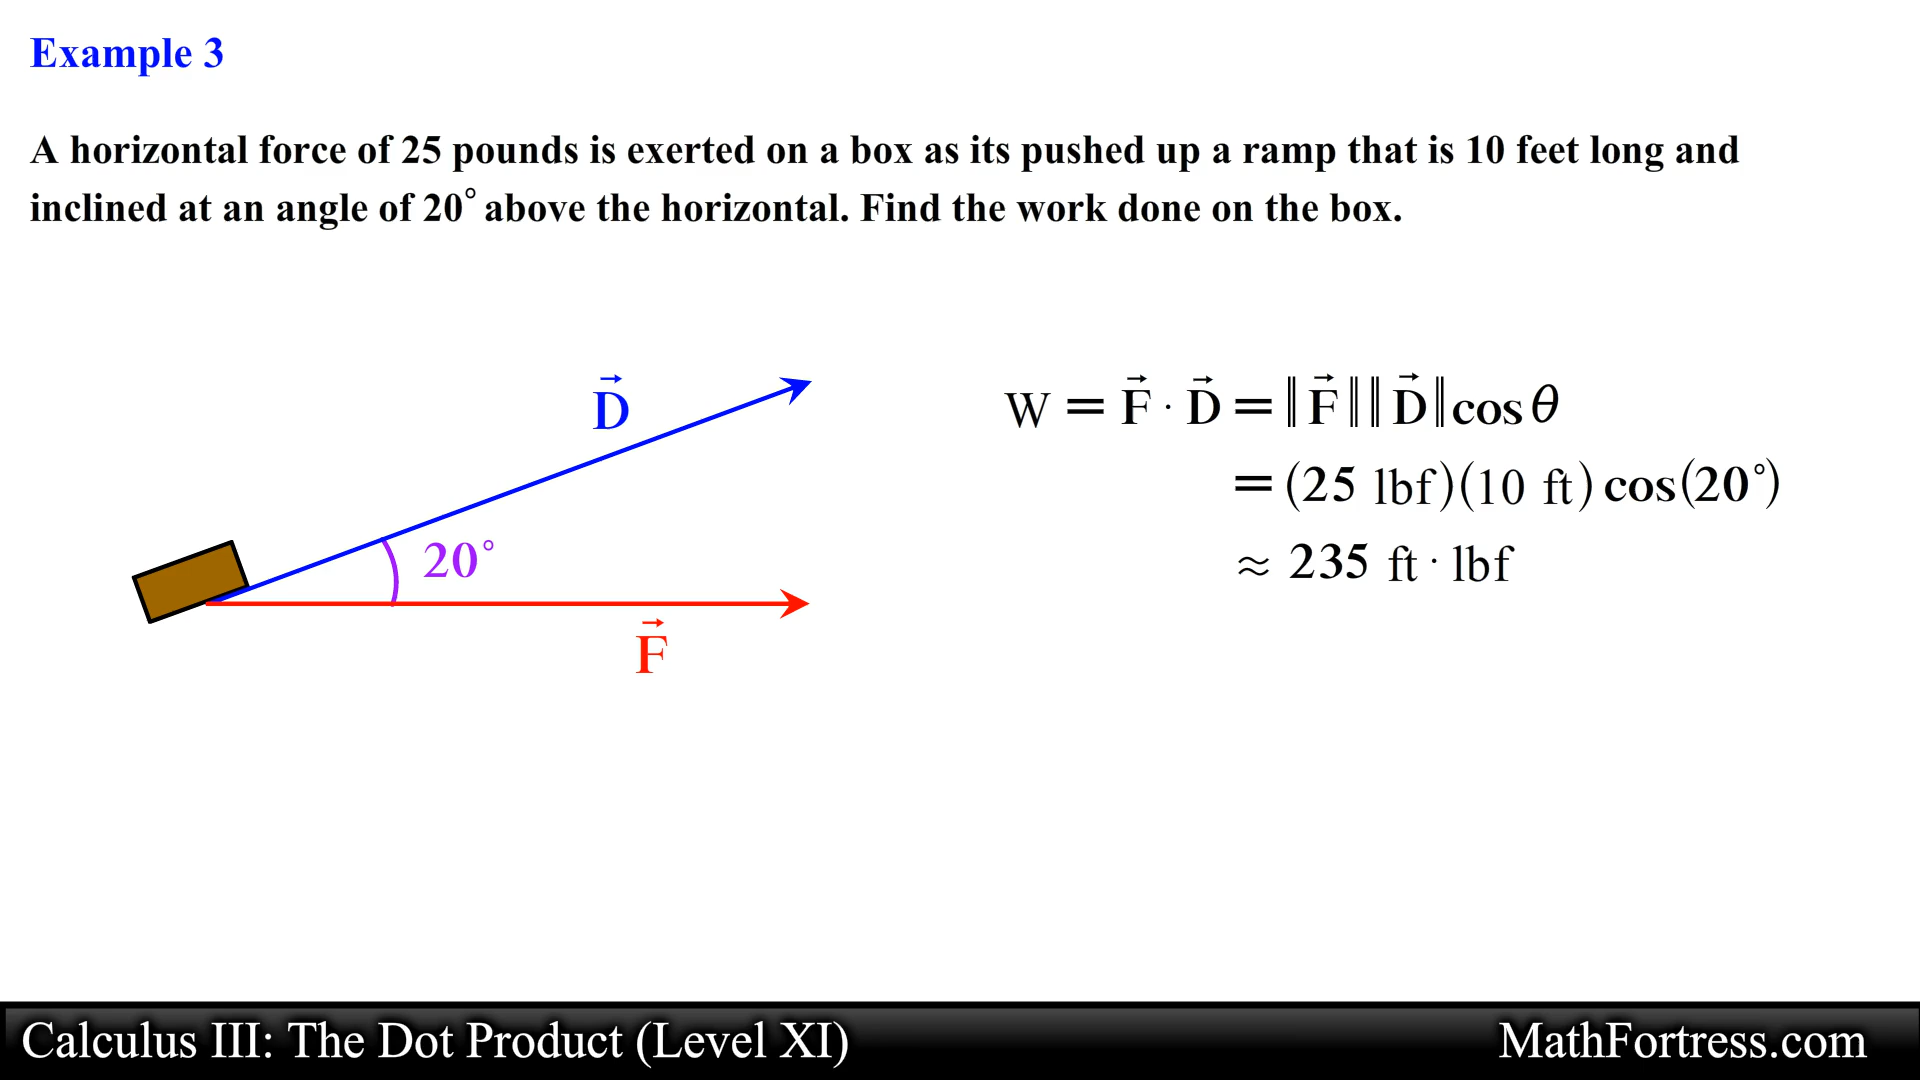 Example 3
A horizontal force of 25 pounds is exerted on a box as its pushed up a ramp that is 10 feet long and
inclined at an angle of 20° above the horizontal. Find the work done on the box.
D⃗
20°
F⃗
W = F⃗ · D⃗ = ‖F⃗‖‖D⃗‖cos θ
= (25 lbf)(10 ft) cos(20°)
≈ 235 ft · lbf
Calculus III: The Dot Product (Level XI)
MathFortress.com